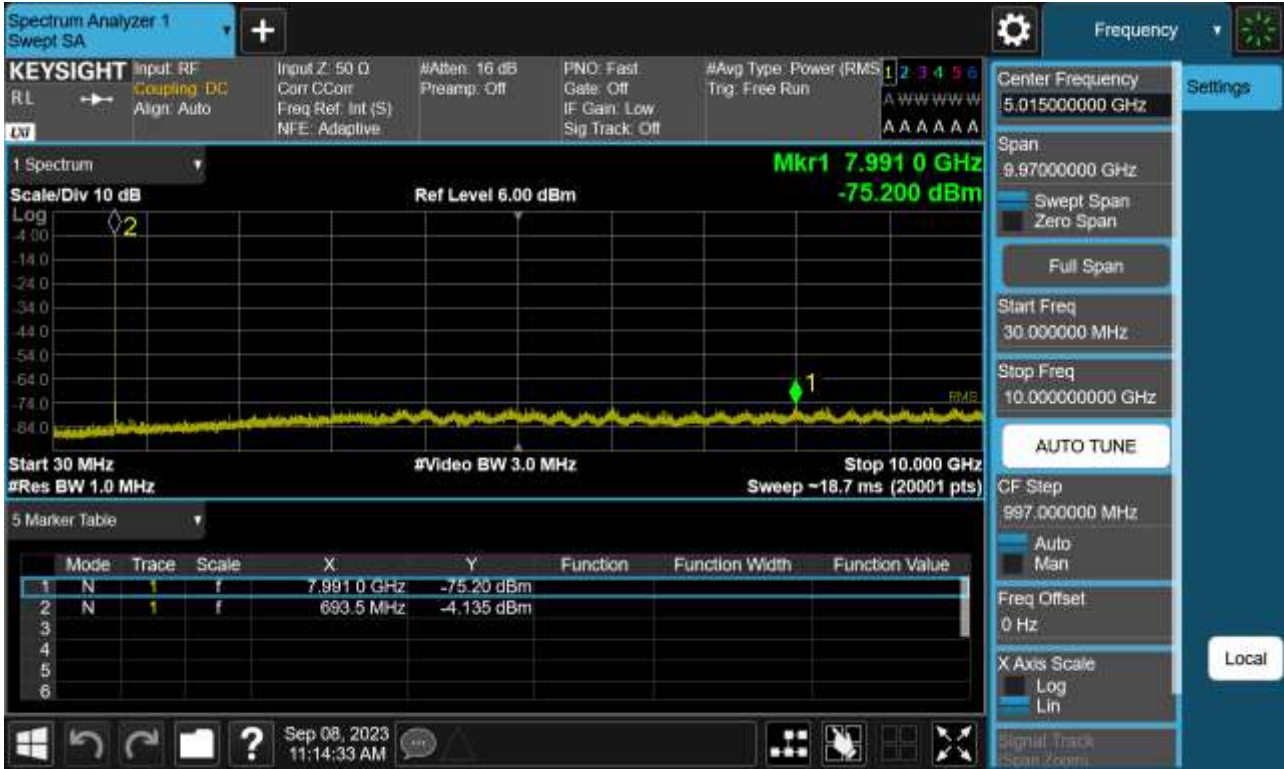 Spectrum Analyzer 1
Swept SA
+
Frequency
KEYSIGHT
RL
LXI
Input: RF
Coupling: DC
Align: Auto
Input Z: 50 Ω
Corr CCorr
Freq Ref: Int (S)
NFE: Adaptive
#Atten: 16 dB
Preamp: Off
PNO: Fast
Gate: Off
IF Gain: Low
Sig Track: Off
#Avg Type: Power (RMS
Trig: Free Run
1 2 3 4 5 6
A W W W W W
A A A A A A
1 Spectrum
Mkr1 7.991 0 GHz
Scale/Div 10 dB
Ref Level 6.00 dBm
-75.200 dBm
Log
2
-4.00
-14.0
-24.0
-34.0
-44.0
-54.0
-64.0
1
-74.0
RMS
-84.0
Start 30 MHz
#Video BW 3.0 MHz
Stop 10.000 GHz
#Res BW 1.0 MHz
Sweep ~18.7 ms (20001 pts)
5 Marker Table
Mode Trace Scale X Y Function Function Width Function Value
1 N 1 f 7.991 0 GHz -75.20 dBm
2 N 1 f 693.5 MHz -4.135 dBm
3
4
5
6
Sep 08, 2023
11:14:33 AM
?
Center Frequency
5.015000000 GHz
Settings
Span
9.97000000 GHz
Swept Span
Zero Span
Full Span
Start Freq
30.000000 MHz
Stop Freq
10.000000000 GHz
AUTO TUNE
CF Step
997.000000 MHz
Auto
Man
Freq Offset
0 Hz
X Axis Scale
Log
Lin
Local
Signal Track
(Span Zoom)